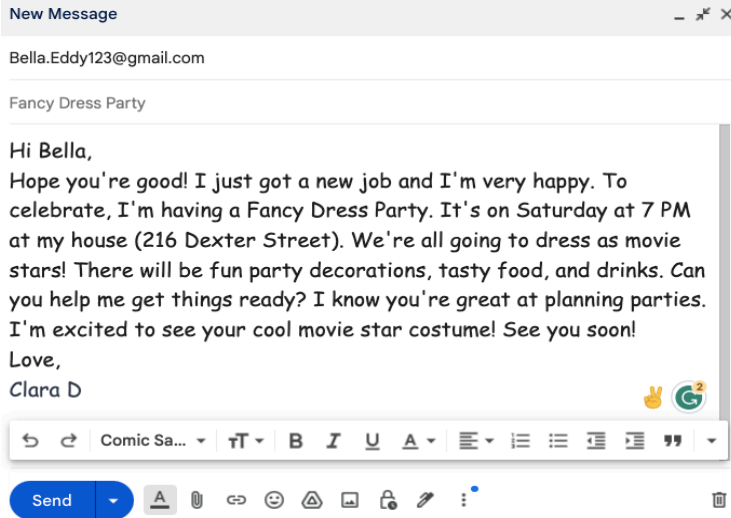 New Message
Bella.Eddy123@gmail.com
Fancy Dress Party
Hi Bella,
Hope you're good! I just got a new job and I'm very happy. To
celebrate, I'm having a Fancy Dress Party. It's on Saturday at 7 PM
at my house (216 Dexter Street). We're all going to dress as movie
stars! There will be fun party decorations, tasty food, and drinks. Can
you help me get things ready? I know you're great at planning parties.
I'm excited to see your cool movie star costume! See you soon!
Love,
Clara D
2
Comic Sa...
Send